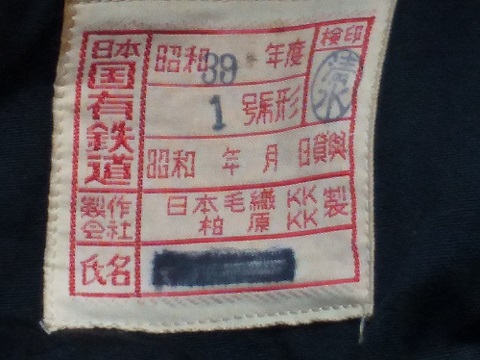 日本国有鉄道
昭和39年度
検印
清水
1号形
昭和 年 月 日貸与
製作会社
日本毛織KK
柏原KK
製
氏名